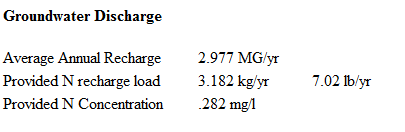 Groundwater Discharge
Average Annual Recharge 2.977 MG/yr
Provided N recharge load 3.182 kg/yr 7.02 lb/yr
Provided N Concentration .282 mg/l